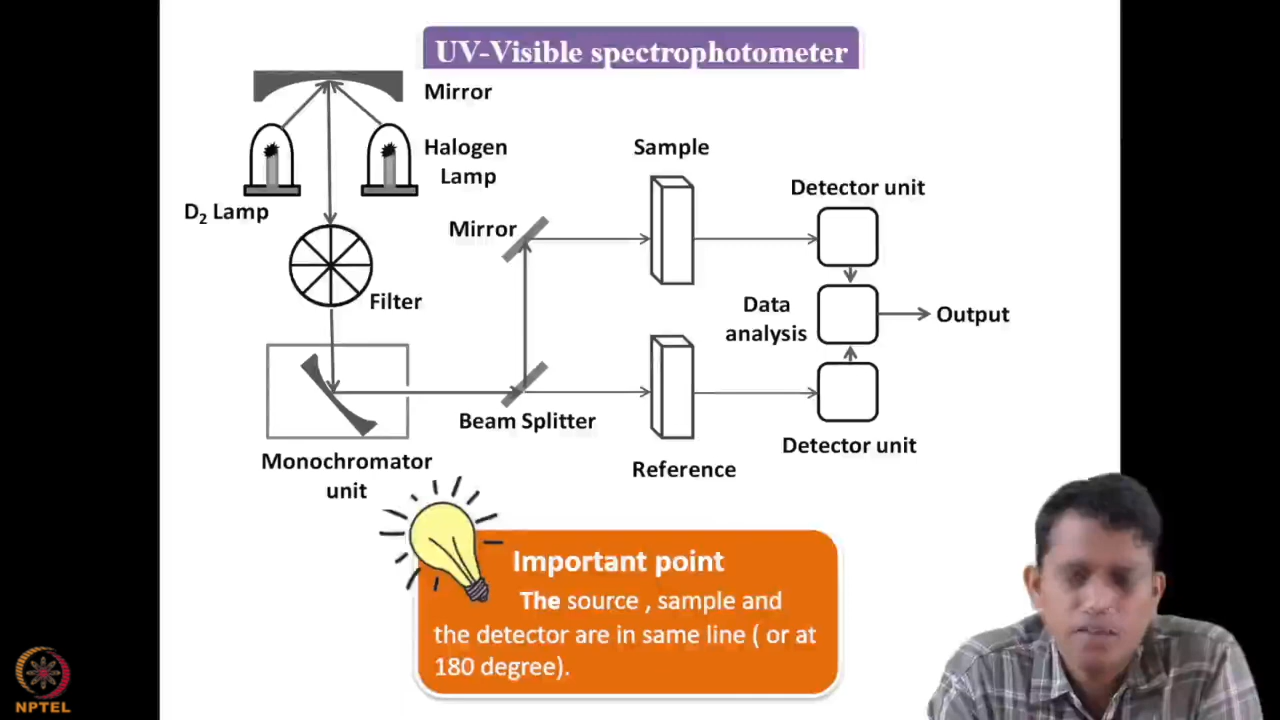 UV-Visible spectrophotometer
Mirror
Halogen
Lamp
D2 Lamp
Filter
Monochromator
unit
Mirror
Beam Splitter
Sample
Reference
Detector unit
Data
analysis
Output
Detector unit
Important point
The source , sample and
the detector are in same line ( or at
180 degree).
NPTEL